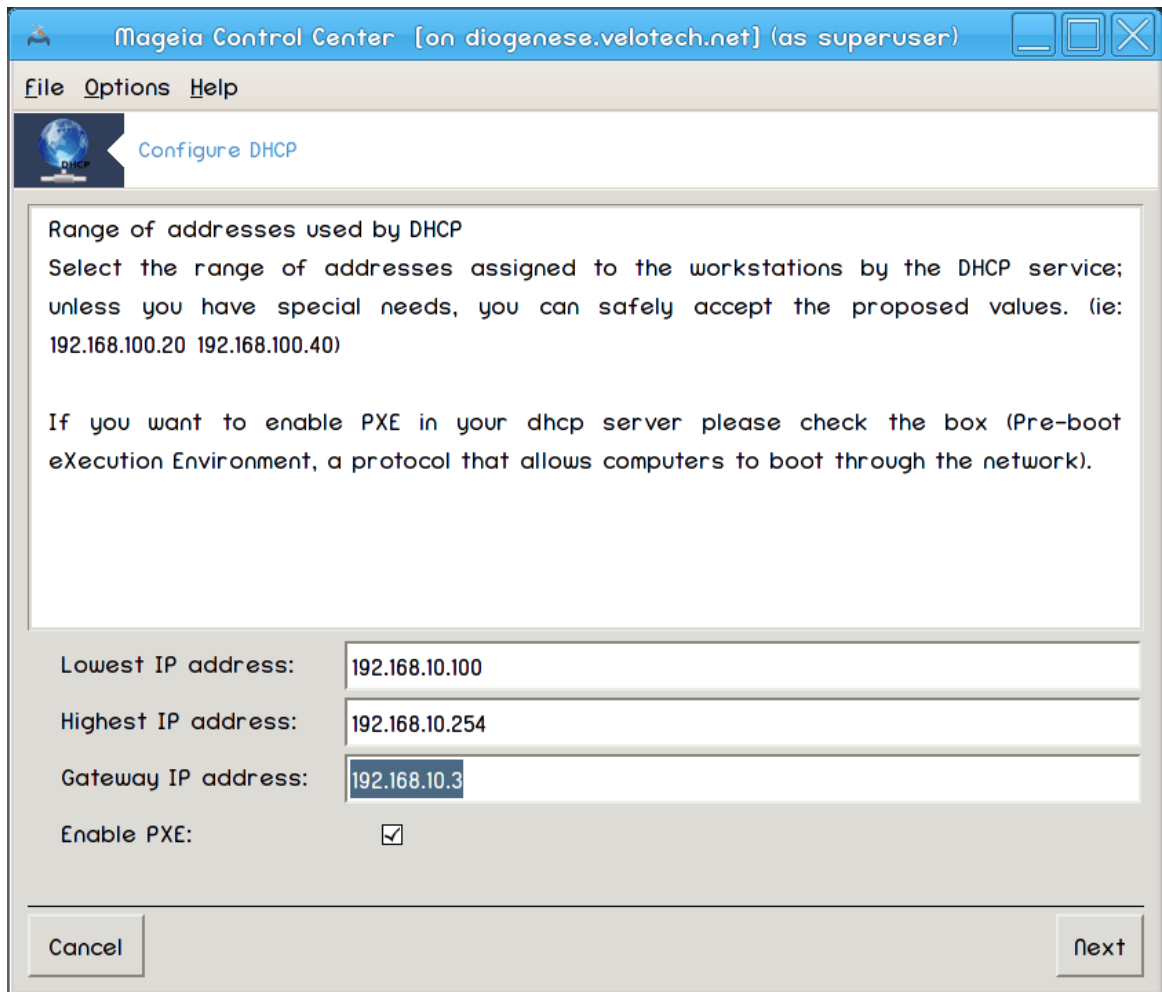 Mageia Control Center [on diogenese.velotech.net] (as superuser)
File Options Help
DHCP
Configure DHCP
Range of addresses used by DHCP
Select the range of addresses assigned to the workstations by the DHCP service;
unless you have special needs, you can safely accept the proposed values. (ie:
192.168.100.20 192.168.100.40)
If you want to enable PXE in your dhcp server please check the box (Pre-boot
eXecution Environment, a protocol that allows computers to boot through the network).
Lowest IP address: 192.168.10.100
Highest IP address: 192.168.10.254
Gateway IP address: 192.168.10.3
Enable PXE:
Cancel Next